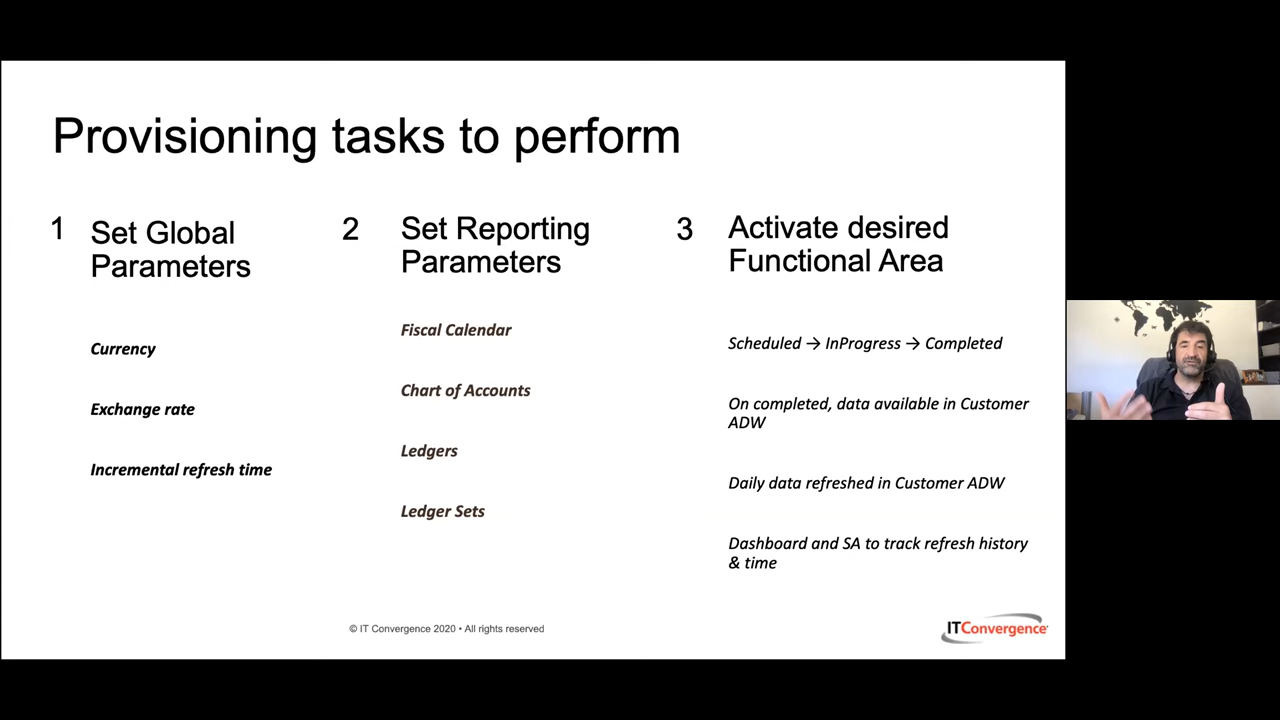 Provisioning tasks to perform
1 Set Global
Parameters
Currency
Exchange rate
Incremental refresh time
2 Set Reporting
Parameters
Fiscal Calendar
Chart of Accounts
Ledgers
Ledger Sets
3 Activate desired
Functional Area
Scheduled → InProgress → Completed
On completed, data available in Customer
ADW
Daily data refreshed in Customer ADW
Dashboard and SA to track refresh history
& time
© IT Convergence 2020 • All rights reserved
ITConvergence